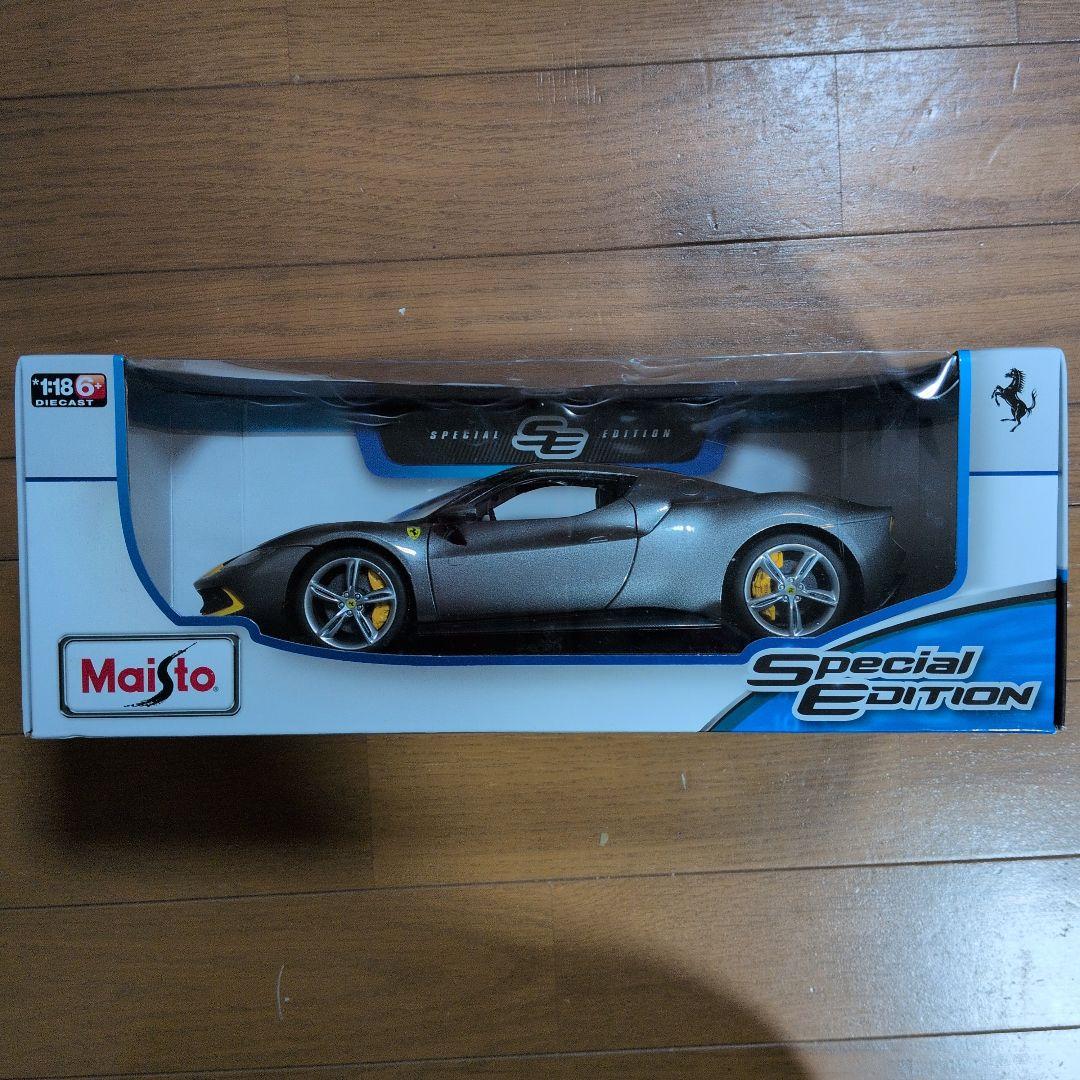 *1:18 6+
DIECAST
SPECIAL SE EDITION
Maisto®
Special
EDITION